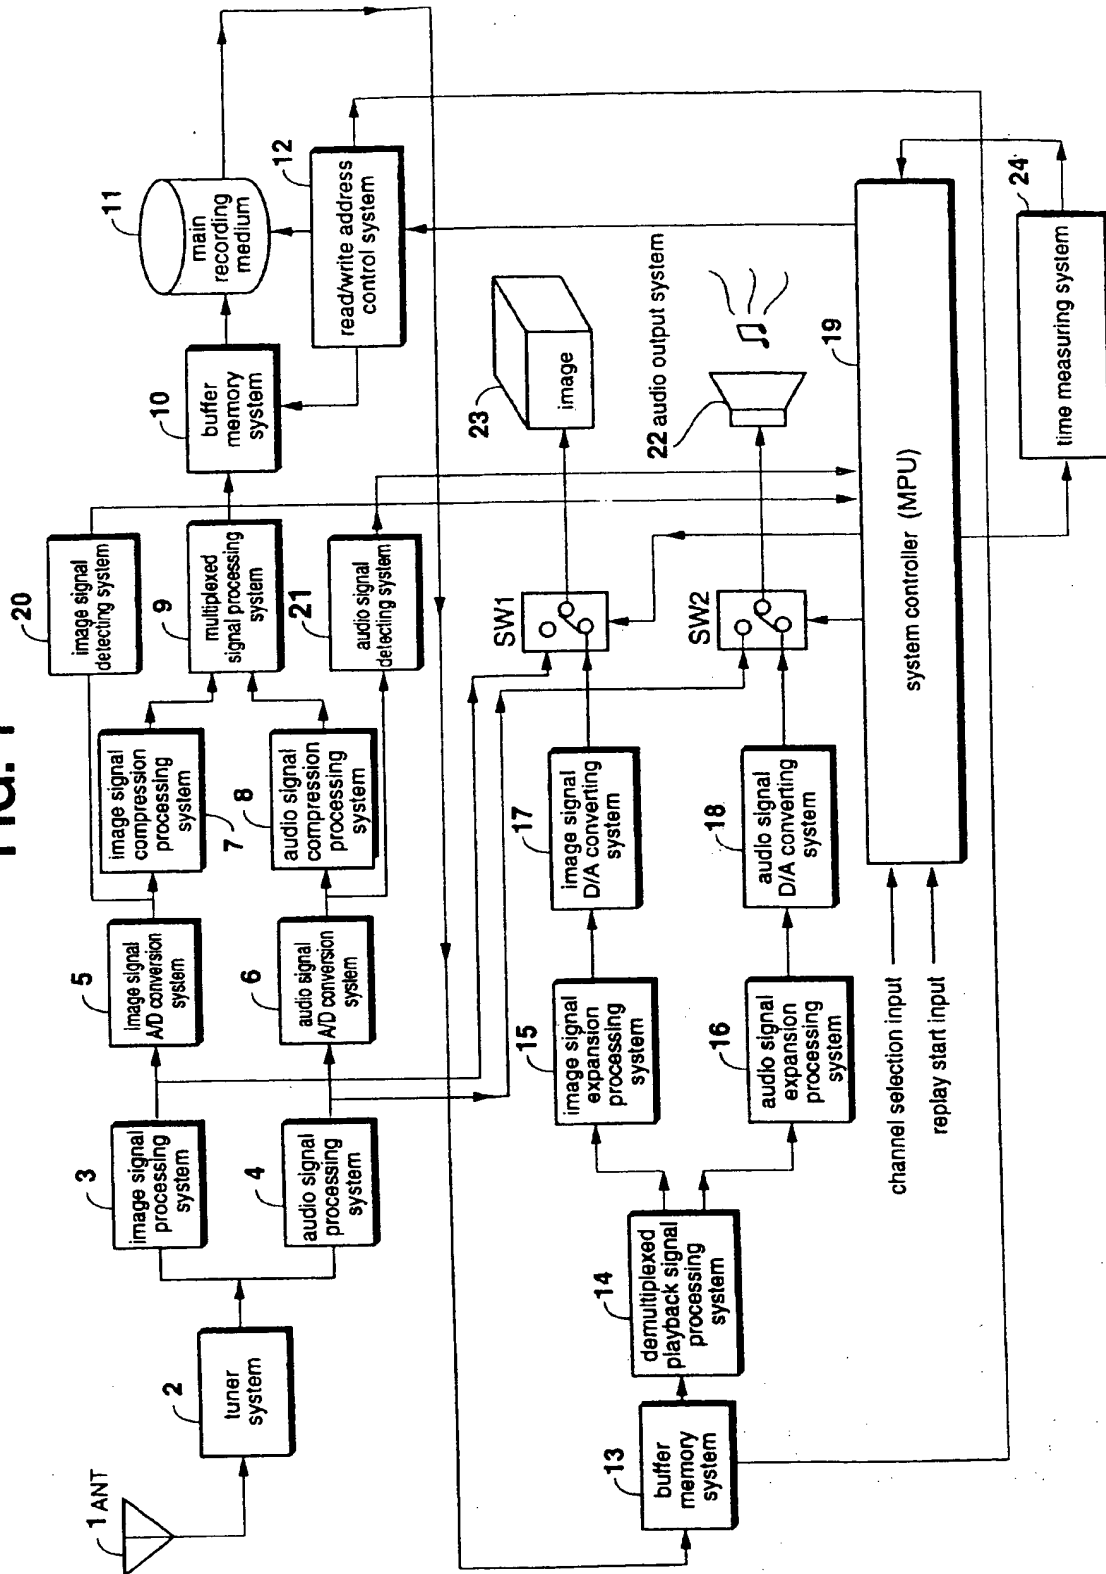 FIG. 1
1 ANT
2
tuner
system
3
image signal
processing
system
4
audio signal
processing
system
5
image signal
A/D conversion
system
6
audio signal
A/D conversion
system
20
image signal
detecting system
image signal
compression
processing
system
7
8
audio signal
compression
processing
system
9
multiplexed
signal processing
system
21
audio signal
detecting system
10
buffer
memory
system
11
main
recording
medium
12
read/write address
control system
13
buffer
memory
system
14
demultiplexed
playback signal
processing
system
15
image signal
expansion
processing
system
16
audio signal
expansion
processing
system
17
image signal
D/A converting
system
18
audio signal
D/A converting
system
SW1
SW2
23
image
22 audio output system
19
system controller (MPU)
channel selection input
replay start input
24
time measuring system